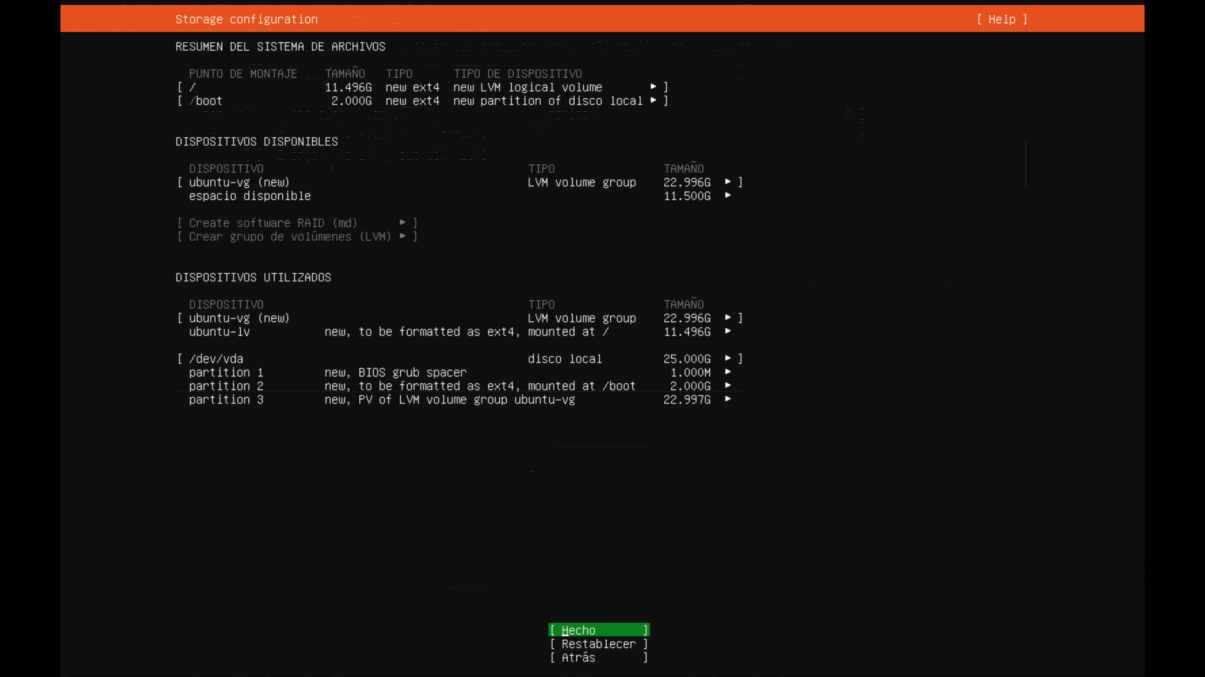 Storage configuration [ Help ]
RESUMEN DEL SISTEMA DE ARCHIVOS
PUNTO DE MONTAJE TAMAÑO TIPO TIPO DE DISPOSITIVO
[ / 11.496G new ext4 new LVM logical volume ▸ ]
[ /boot 2.000G new ext4 new partition of disco local ▸ ]
DISPOSITIVOS DISPONIBLES
DISPOSITIVO TIPO TAMAÑO
[ ubuntu-vg (new) LVM volume group 22.996G ▸ ]
espacio disponible 11.500G ▸
[ Create software RAID (md) ▸ ]
[ Crear grupo de volúmenes (LVM) ▸ ]
DISPOSITIVOS UTILIZADOS
DISPOSITIVO TIPO TAMAÑO
[ ubuntu-vg (new) LVM volume group 22.996G ▸ ]
ubuntu-lv new, to be formatted as ext4, mounted at / 11.496G ▸
[ /dev/vda disco local 25.000G ▸ ]
partition 1 new, BIOS grub spacer 1.000M ▸
partition 2 new, to be formatted as ext4, mounted at /boot 2.000G ▸
partition 3 new, PV of LVM volume group ubuntu-vg 22.997G ▸
[ Hecho ]
[ Restablecer ]
[ Atrás ]